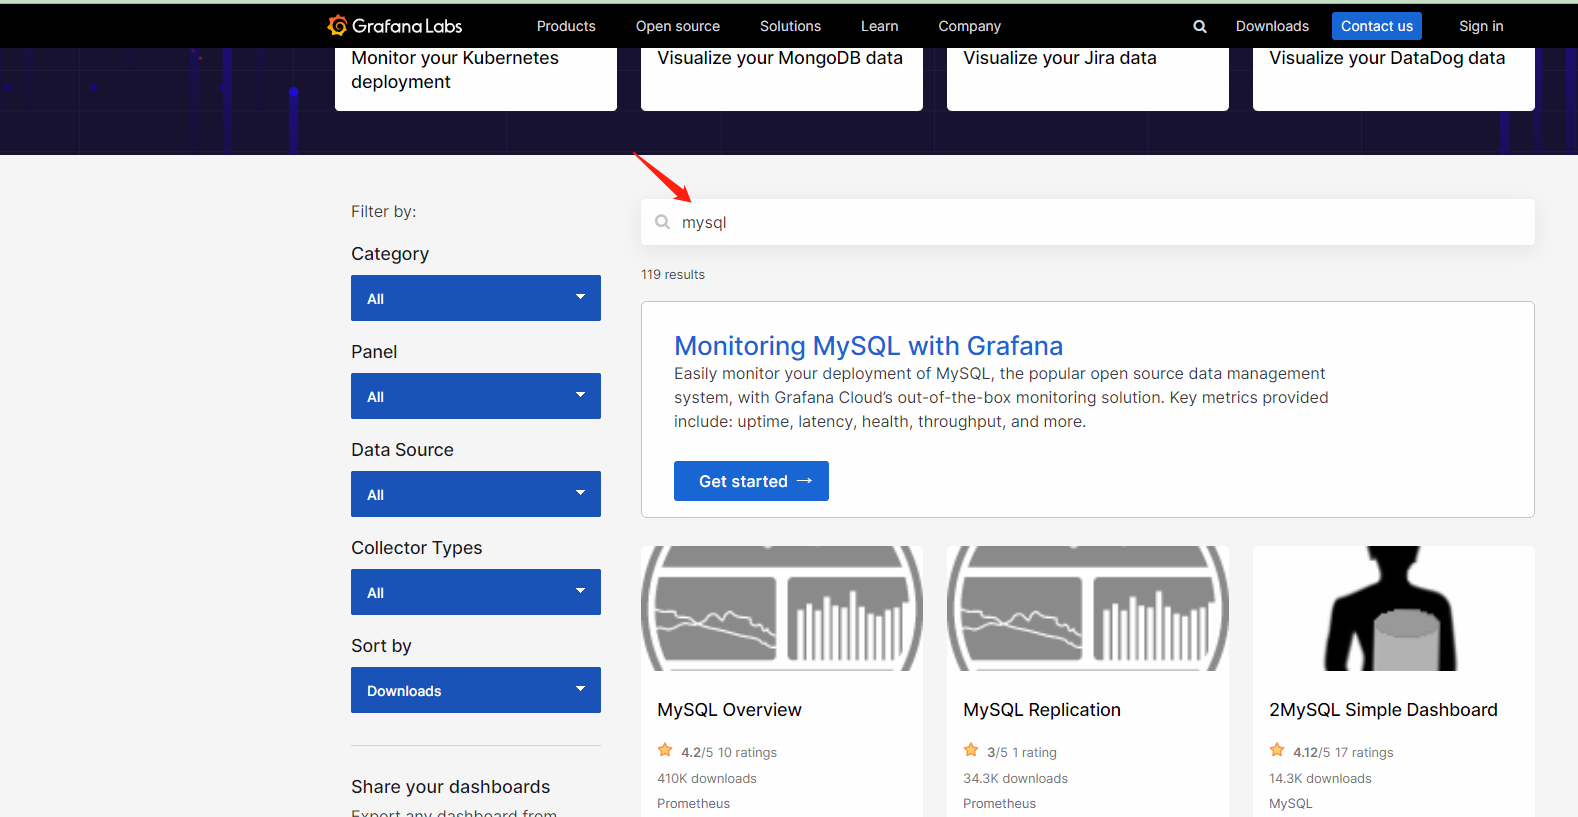 Grafana Labs Products Open source Solutions Learn Company Downloads Contact us Sign in
Monitor your Kubernetes
deployment
Visualize your MongoDB data
Visualize your Jira data
Visualize your DataDog data
Filter by:
Category
All
Panel
All
Data Source
All
Collector Types
All
Sort by
Downloads
Share your dashboards
Export any dashboard from
mysql
119 results
Monitoring MySQL with Grafana
Easily monitor your deployment of MySQL, the popular open source data management
system, with Grafana Cloud’s out-of-the-box monitoring solution. Key metrics provided
include: uptime, latency, health, throughput, and more.
Get started →
MySQL Overview
4.2/5 10 ratings
410K downloads
Prometheus
MySQL Replication
3/5 1 rating
34.3K downloads
Prometheus
2MySQL Simple Dashboard
4.12/5 17 ratings
14.3K downloads
MySQL